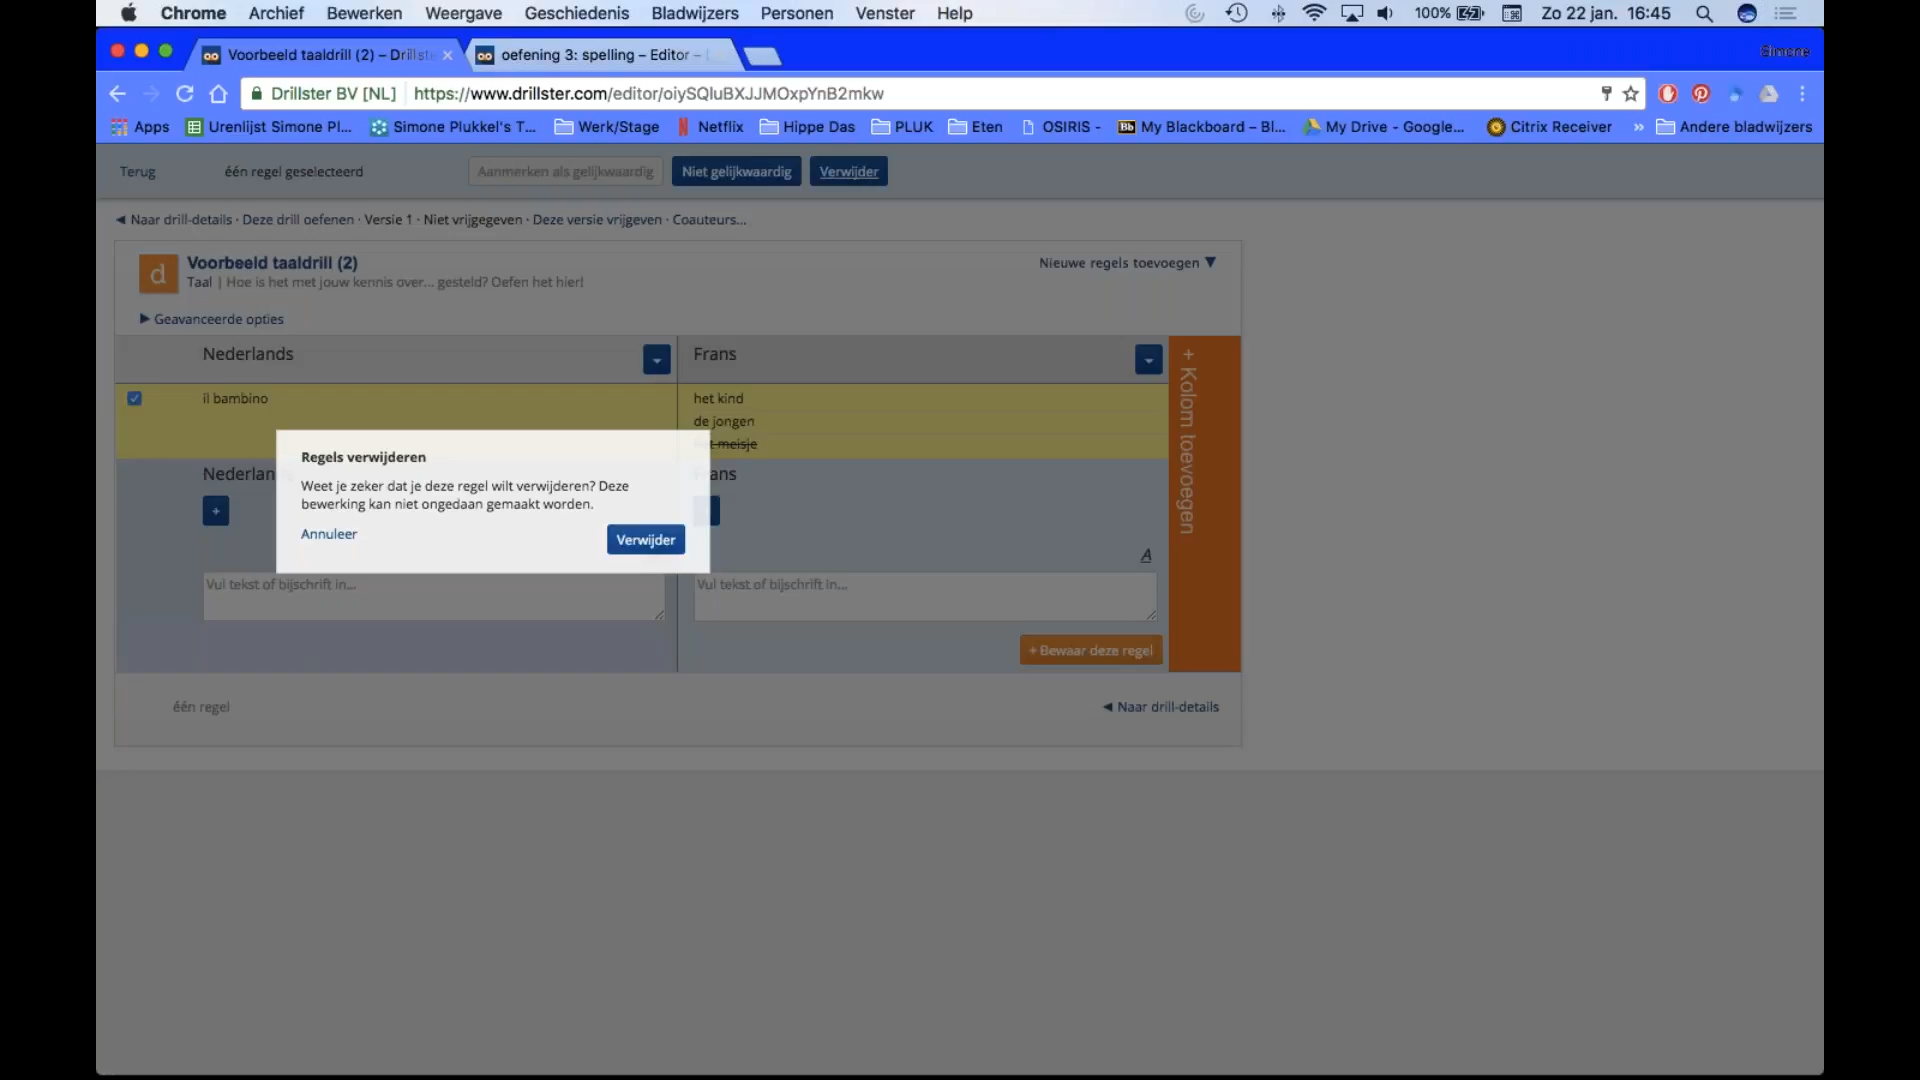 Chrome Archief Bewerken Weergave Geschiedenis Bladwijzers Personen Venster Help 100% Zo 22 jan. 16:45
Voorbeeld taaldrill (2) – Drillste oefening 3: spelling – Editor – Simone
Drillster BV [NL] https://www.drillster.com/editor/oiySQIuBXJJMOxpYnB2mkw
Apps Urenlijst Simone Pl... Simone Plukkel's T... Werk/Stage Netflix Hippe Das PLUK Eten OSIRIS - Bb My Blackboard – Bl... My Drive - Google... Citrix Receiver » Andere bladwijzers
Terug één regel geselecteerd Aanmerken als gelijkwaardig Niet gelijkwaardig Verwijder
◀ Naar drill-details · Deze drill oefenen · Versie 1 · Niet vrijgegeven · Deze versie vrijgeven · Coauteurs...
d Voorbeeld taaldrill (2) Nieuwe regels toevoegen ▼
Taal | Hoe is het met jouw kennis over... gesteld? Oefen het hier!
▶ Geavanceerde opties
Nederlands Frans
+ Kolom toevoegen
il bambino het kind
de jongen
meisje
Regels verwijderen
Weet je zeker dat je deze regel wilt verwijderen? Deze
bewerking kan niet ongedaan gemaakt worden.
Annuleer Verwijder
+
A
Vul tekst of bijschrift in... Vul tekst of bijschrift in...
+ Bewaar deze regel
één regel ◀ Naar drill-details